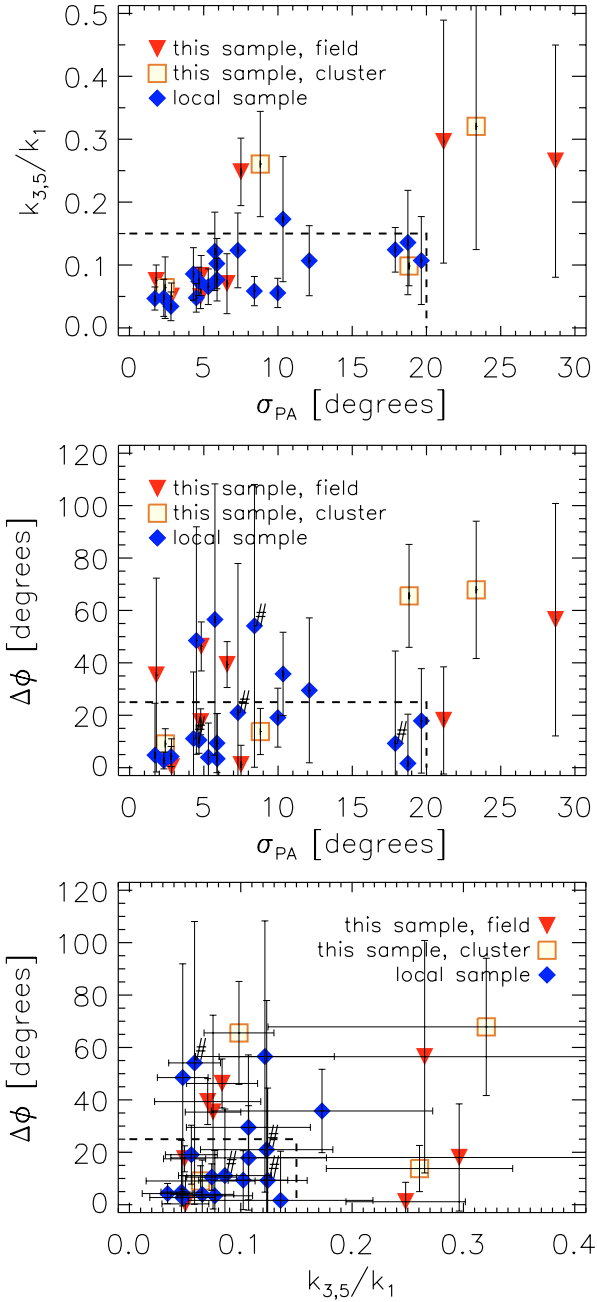 0.5
0.4
0.3
0.2
0.1
0.0
k3,5/k1
this sample, field
this sample, cluster
local sample
0 5 10 15 20 25 30
σPA [degrees]
120
100
80
60
40
20
0
Δϕ [degrees]
this sample, field
this sample, cluster
local sample
#
#
#
#
0 5 10 15 20 25 30
σPA [degrees]
120
100
80
60
40
20
0
Δϕ [degrees]
this sample, field
this sample, cluster
local sample
#
#
#
#
0.0 0.1 0.2 0.3 0.4
k3,5/k1